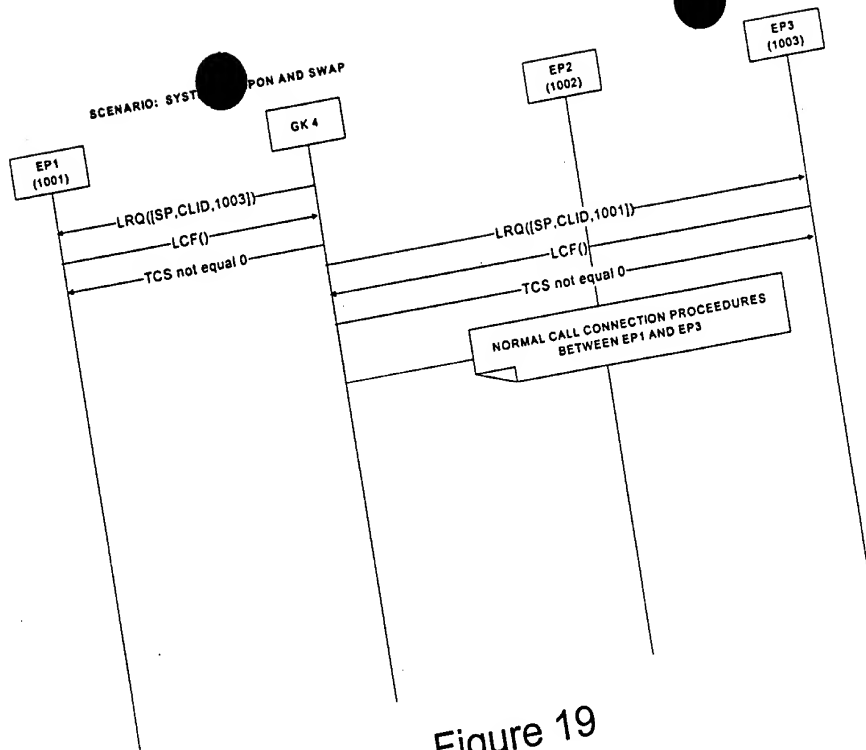 SCENARIO: PON AND SWAP
EP1
(1001)
GK 4
EP2
(1002)
EP3
(1003)
LRQ([SP,CLID,1003])
LCF()
TCS not equal 0
LRQ([SP,CLID,1001])
LCF()
TCS not equal 0
NORMAL CALL CONNECTION PROCEEDURES
BETWEEN EP1 AND EP3
Figure 19